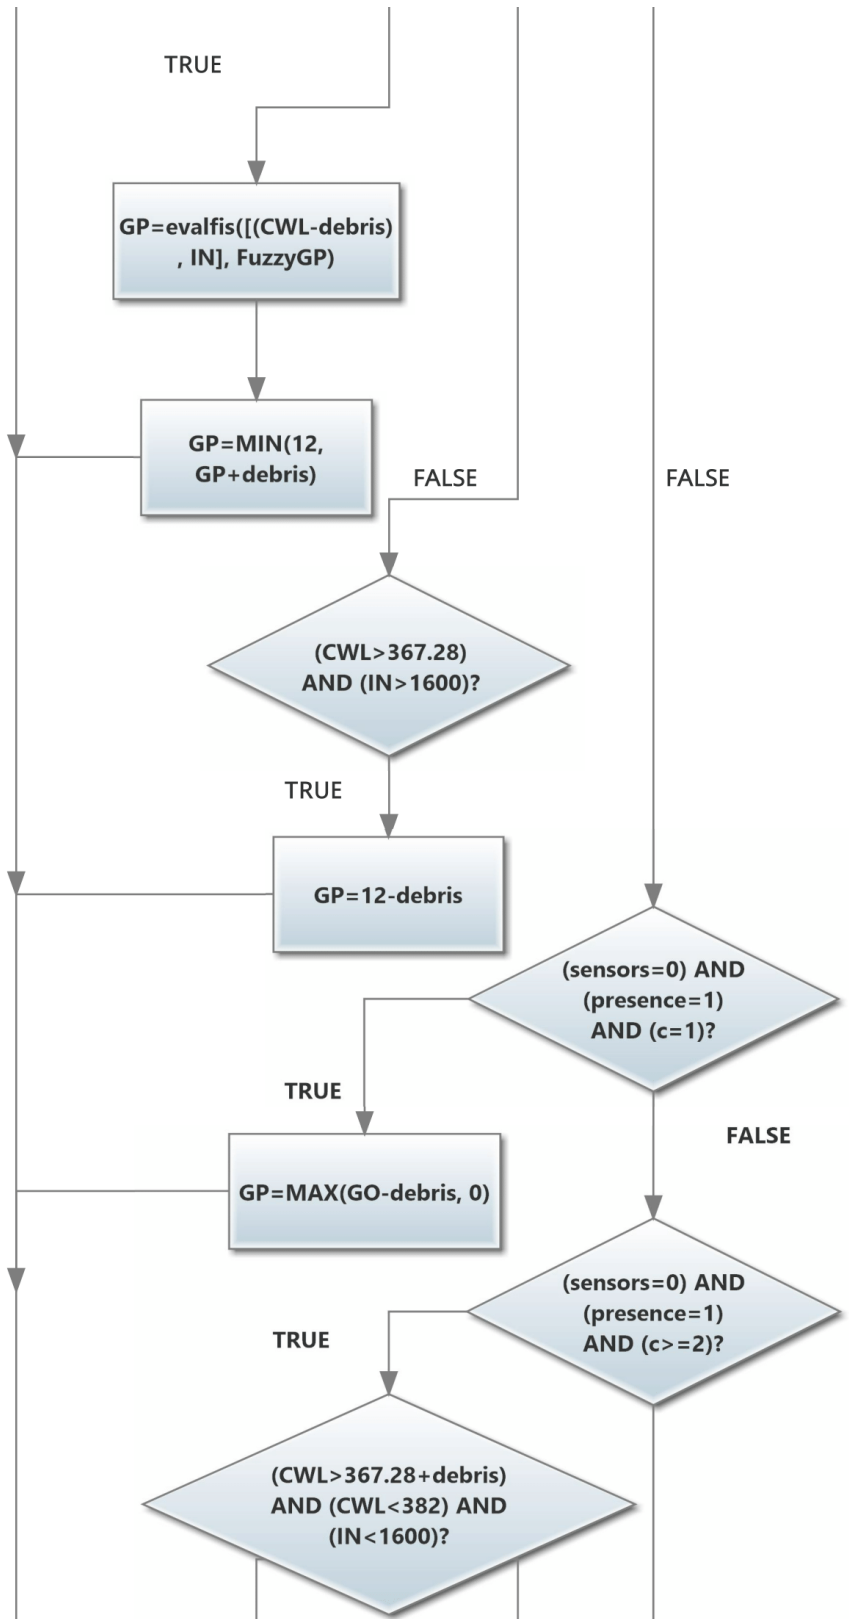 TRUE
GP=evalfis([(CWL-debris)
, IN], FuzzyGP)
GP=MIN(12,
GP+debris)
FALSE
FALSE
(CWL>367.28)
AND (IN>1600)?
TRUE
GP=12-debris
(sensors=0) AND
(presence=1)
AND (c=1)?
TRUE
GP=MAX(GO-debris, 0)
FALSE
(sensors=0) AND
(presence=1)
AND (c>=2)?
TRUE
(CWL>367.28+debris)
AND (CWL<382) AND
(IN<1600)?